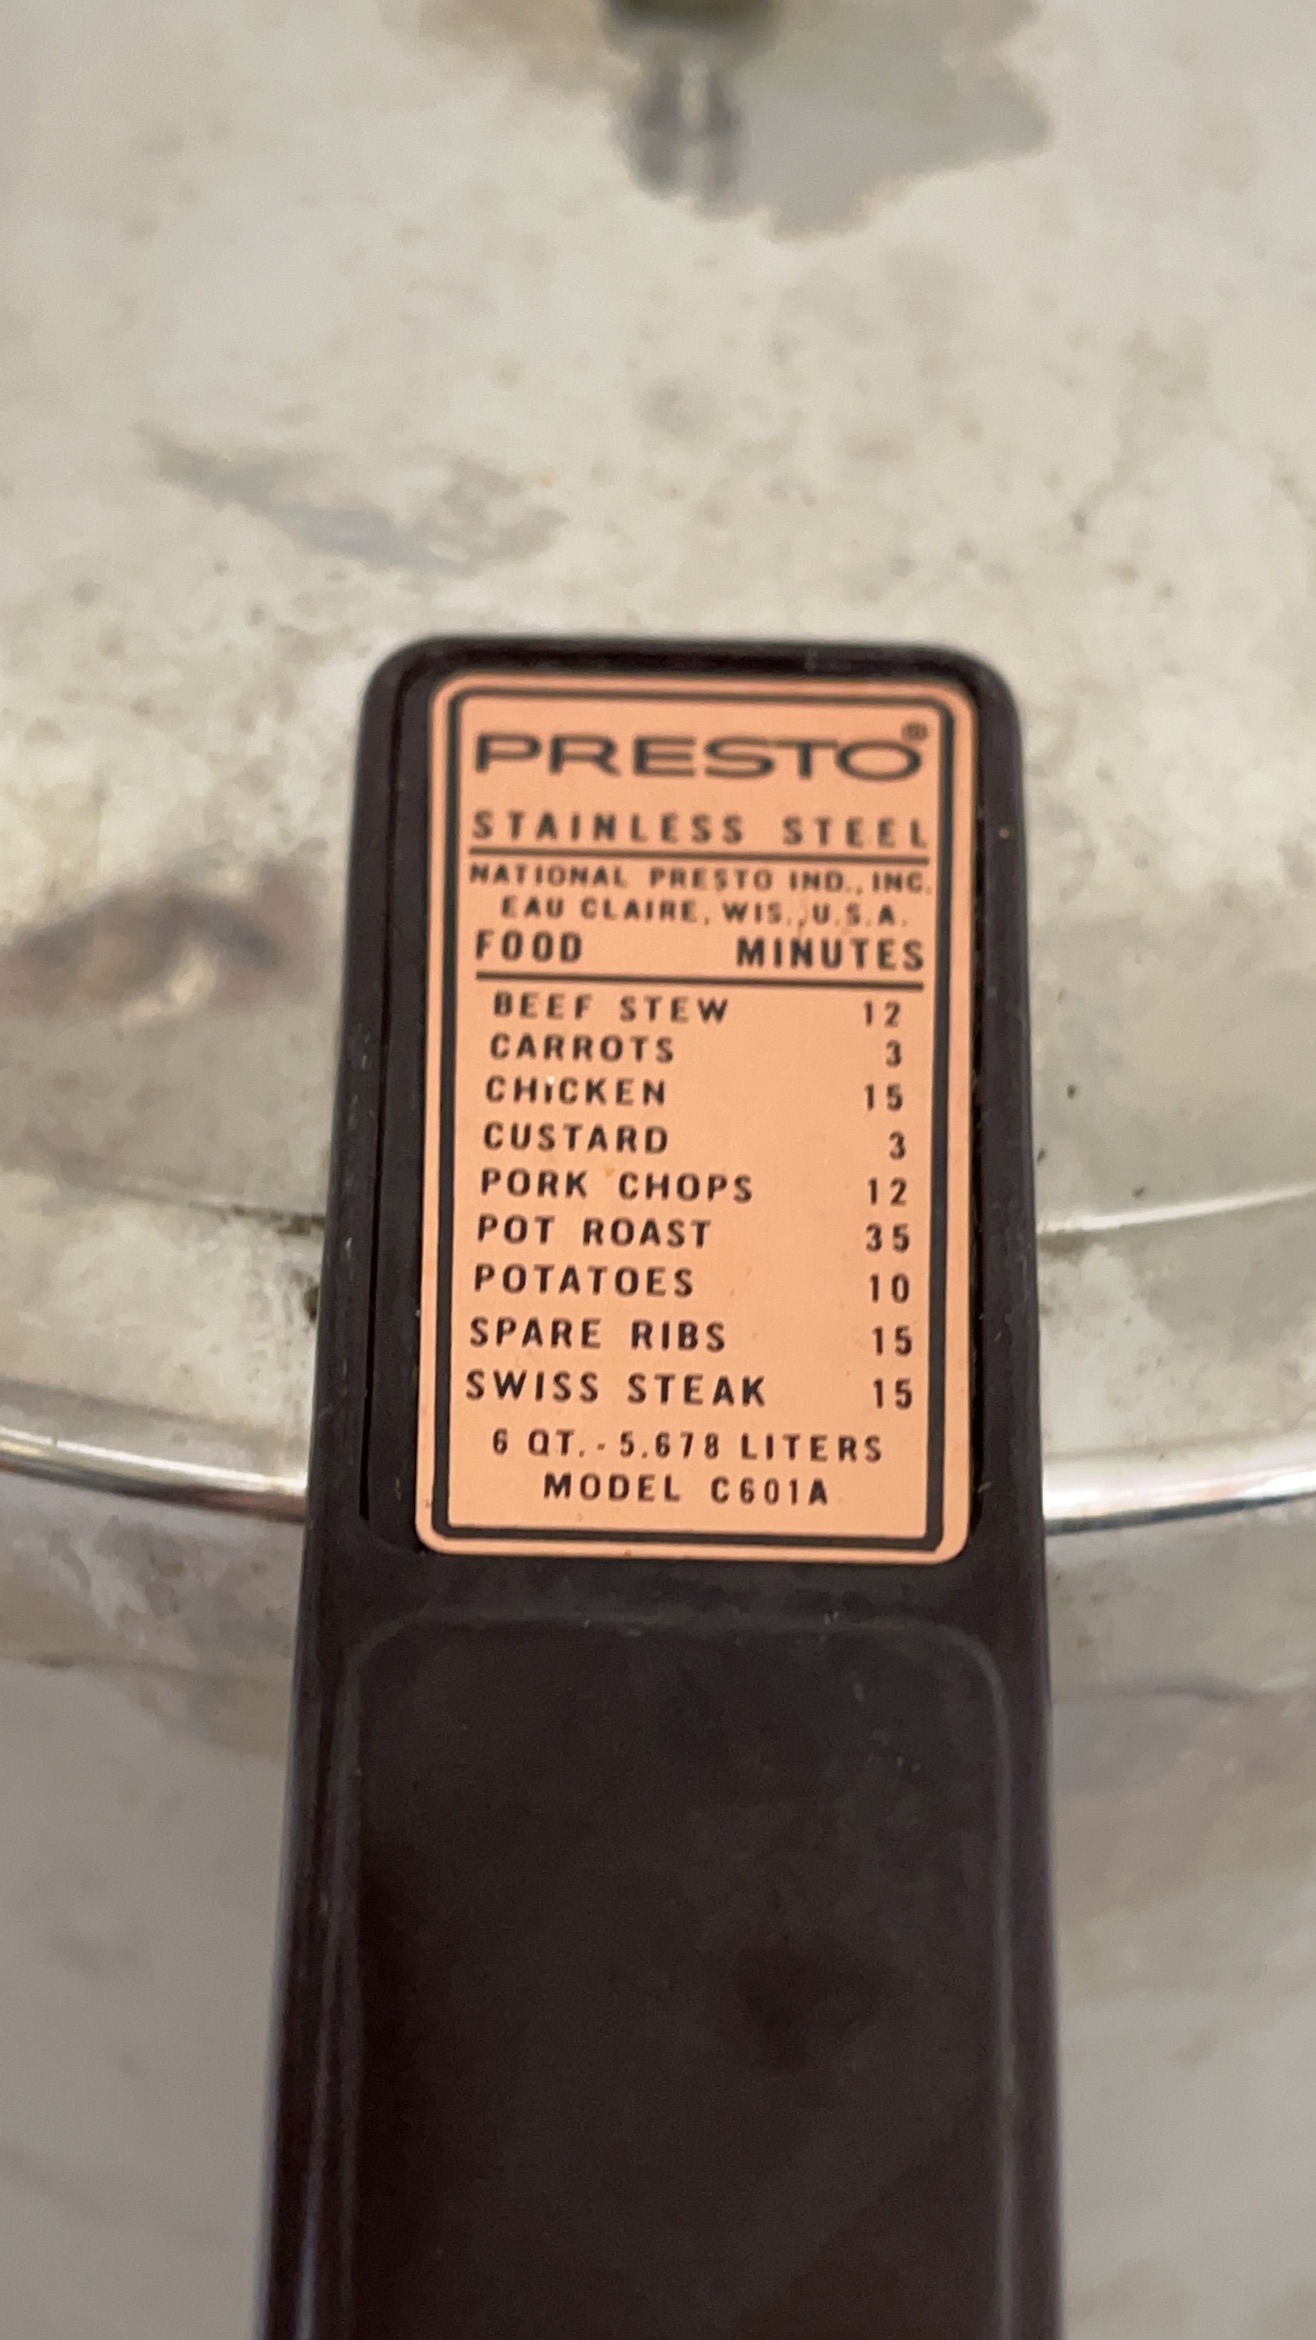 PRESTO®
STAINLESS STEEL
NATIONAL PRESTO IND., INC.
EAU CLAIRE, WIS., U.S.A.
FOOD MINUTES
BEEF STEW 12
CARROTS 3
CHiCKEN 15
CUSTARD 3
PORK CHOPS 12
POT ROAST 35
POTATOES 10
SPARE RIBS 15
SWISS STEAK 15
6 QT. - 5.678 LITERS
MODEL C601A